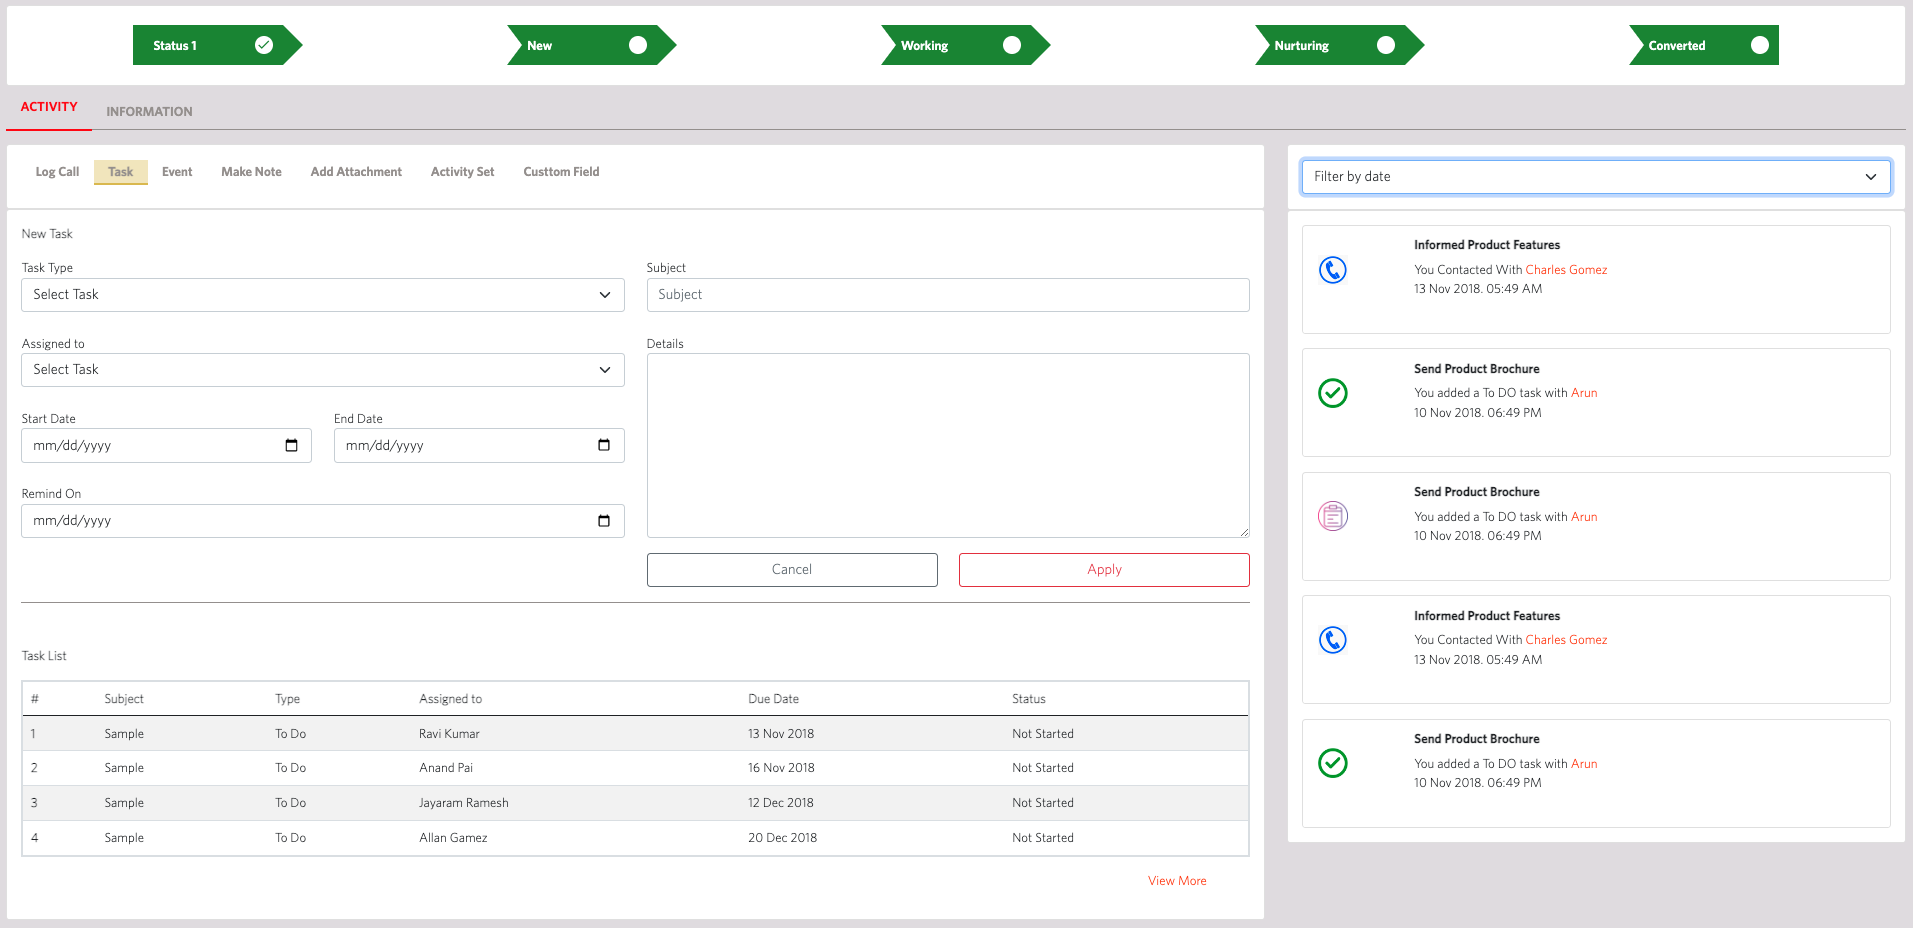 Status 1 New Working Nurturing Converted
ACTIVITY INFORMATION
Log Call Task Event Make Note Add Attachment Activity Set Custtom Field
New Task
Task Type
Select Task
Subject
Subject
Assigned to
Select Task
Details
Start Date
mm/dd/yyyy
End Date
mm/dd/yyyy
Remind On
mm/dd/yyyy
Cancel Apply
Task List
# Subject Type Assigned to Due Date Status
1 Sample To Do Ravi Kumar 13 Nov 2018 Not Started
2 Sample To Do Anand Pai 16 Nov 2018 Not Started
3 Sample To Do Jayaram Ramesh 12 Dec 2018 Not Started
4 Sample To Do Allan Gamez 20 Dec 2018 Not Started
View More
Filter by date
Informed Product Features
You Contacted With Charles Gomez
13 Nov 2018. 05:49 AM
Send Product Brochure
You added a To DO task with Arun
10 Nov 2018. 06:49 PM
Send Product Brochure
You added a To DO task with Arun
10 Nov 2018. 06:49 PM
Informed Product Features
You Contacted With Charles Gomez
13 Nov 2018. 05:49 AM
Send Product Brochure
You added a To DO task with Arun
10 Nov 2018. 06:49 PM